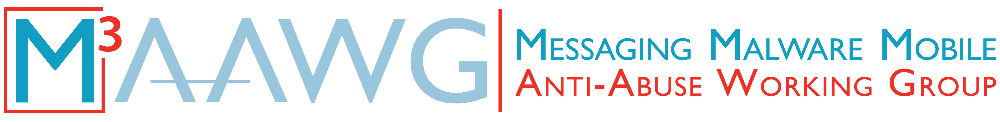 M³AAWG
MESSAGING MALWARE MOBILE
ANTI-ABUSE WORKING GROUP